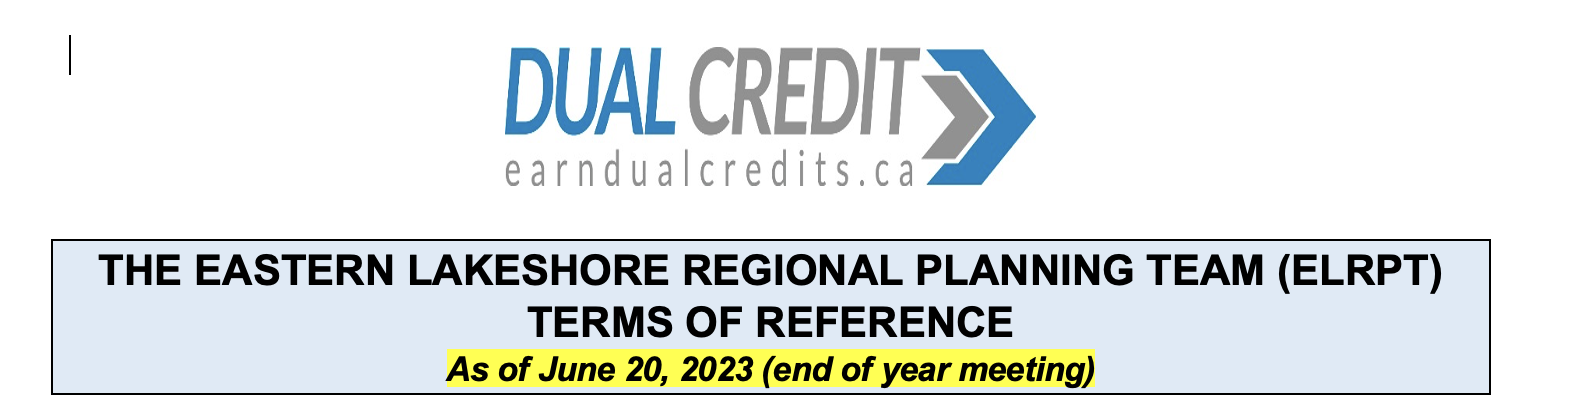 DUAL CREDIT
earndualcredits.ca
THE EASTERN LAKESHORE REGIONAL PLANNING TEAM (ELRPT)
TERMS OF REFERENCE
As of June 20, 2023 (end of year meeting)